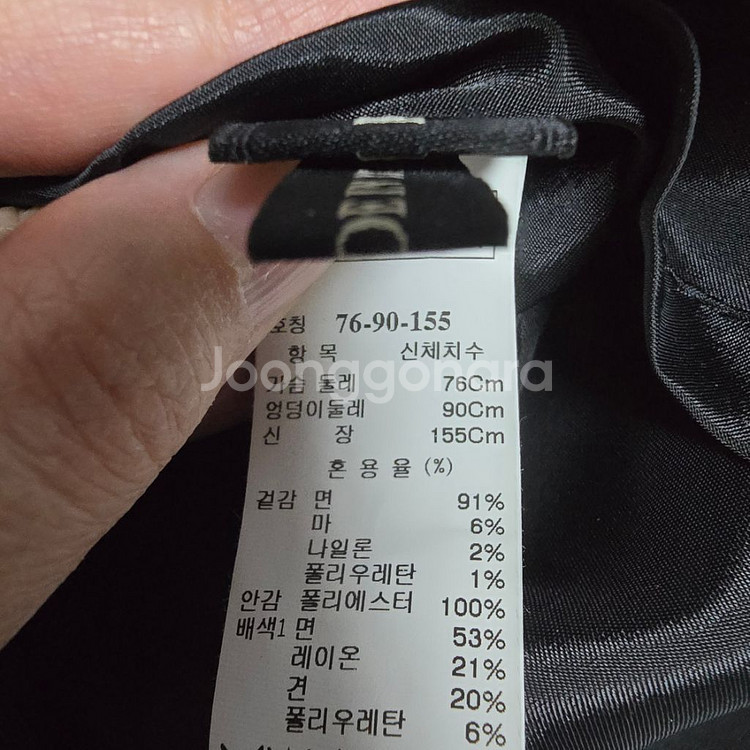 호칭 76-90-155
항 목 신체치수
Joonggonara
가슴 둘레 76Cm
엉덩이둘레 90Cm
신 장 155Cm
혼 용 율 (%)
겉감 면 91%
마 6%
나일론 2%
폴리우레탄 1%
안감 폴리에스터 100%
배색1 면 53%
레이온 21%
견 20%
폴리우레탄 6%